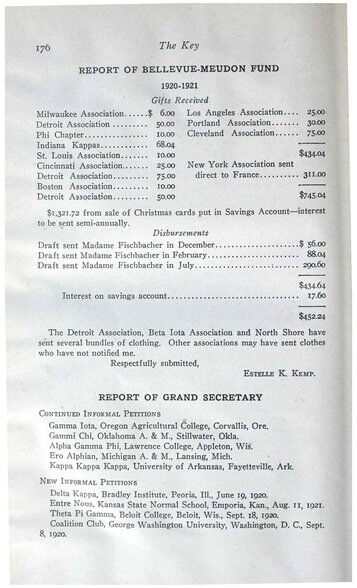 176 The Key
REPORT OF BELLEVUE-MEUDON FUND
1920-1921
Gifts Received
Milwaukee Association......$ 6.00
Detroit Association .......... 50.00
Phi Chapter................ 10.00
Indiana Kappas............ 68.04
St. Louis Association....... 10.00
Cincinnati Association...... 25.00
Detroit Association ........ 75.00
Boston Association......... 10.00
Detroit Association ........ 50.00
Los Angeles Association.... 25.00
Portland Association....... 30.00
Cleveland Association...... 75.00
$434.04
New York Association sent
direct to France.......... 311.00
$745.04
$1,321.72 from sale of Christmas cards put in Savings Account—interest
to be sent semi-annually.
Disbursements
Draft sent Madame Fischbacher in December.....................$ 56.00
Draft sent Madame Fischbacher in February...................... 88.04
Draft sent Madame Fischbacher in July.......................... 290.60
$434.64
Interest on savings account............................. 17.60
$452.24
The Detroit Association, Beta Iota Association and North Shore have
sent several bundles of clothing. Other associations may have sent clothes
who have not notified me.
Respectfully submitted,
ESTELLE K. KEMP.
REPORT OF GRAND SECRETARY
CONTINUED INFORMAL PETITIONS
Gamma Iota, Oregon Agricultural College, Corvallis, Ore.
Gammi Chi, Oklahoma A. & M., Stillwater, Okla.
Alpha Gamma Phi, Lawrence College, Appleton, Wis.
Ero Alphian, Michigan A. & M., Lansing, Mich.
Kappa Kappa Kappa, University of Arkansas, Fayetteville, Ark.
NEW INFORMAL PETITIONS
Delta Kappa, Bradley Institute, Peoria, Ill., June 19, 1920.
Entre Nous, Kansas State Normal School, Emporia, Kan., Aug. 11, 1921.
Theta Pi Gamma, Beloit College, Beloit, Wis., Sept. 18, 1920.
Coalition Club, George Washington University, Washington, D. C., Sept.
8, 1920.